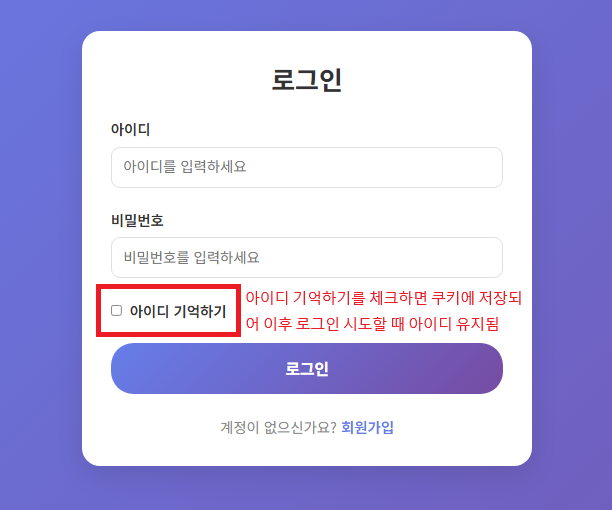 로그인
아이디
아이디를 입력하세요
비밀번호
비밀번호를 입력하세요
아이디 기억하기
아이디 기억하기를 체크하면 쿠키에 저장되
어 이후 로그인 시도할 때 아이디 유지됨
로그인
계정이 없으신가요? 회원가입